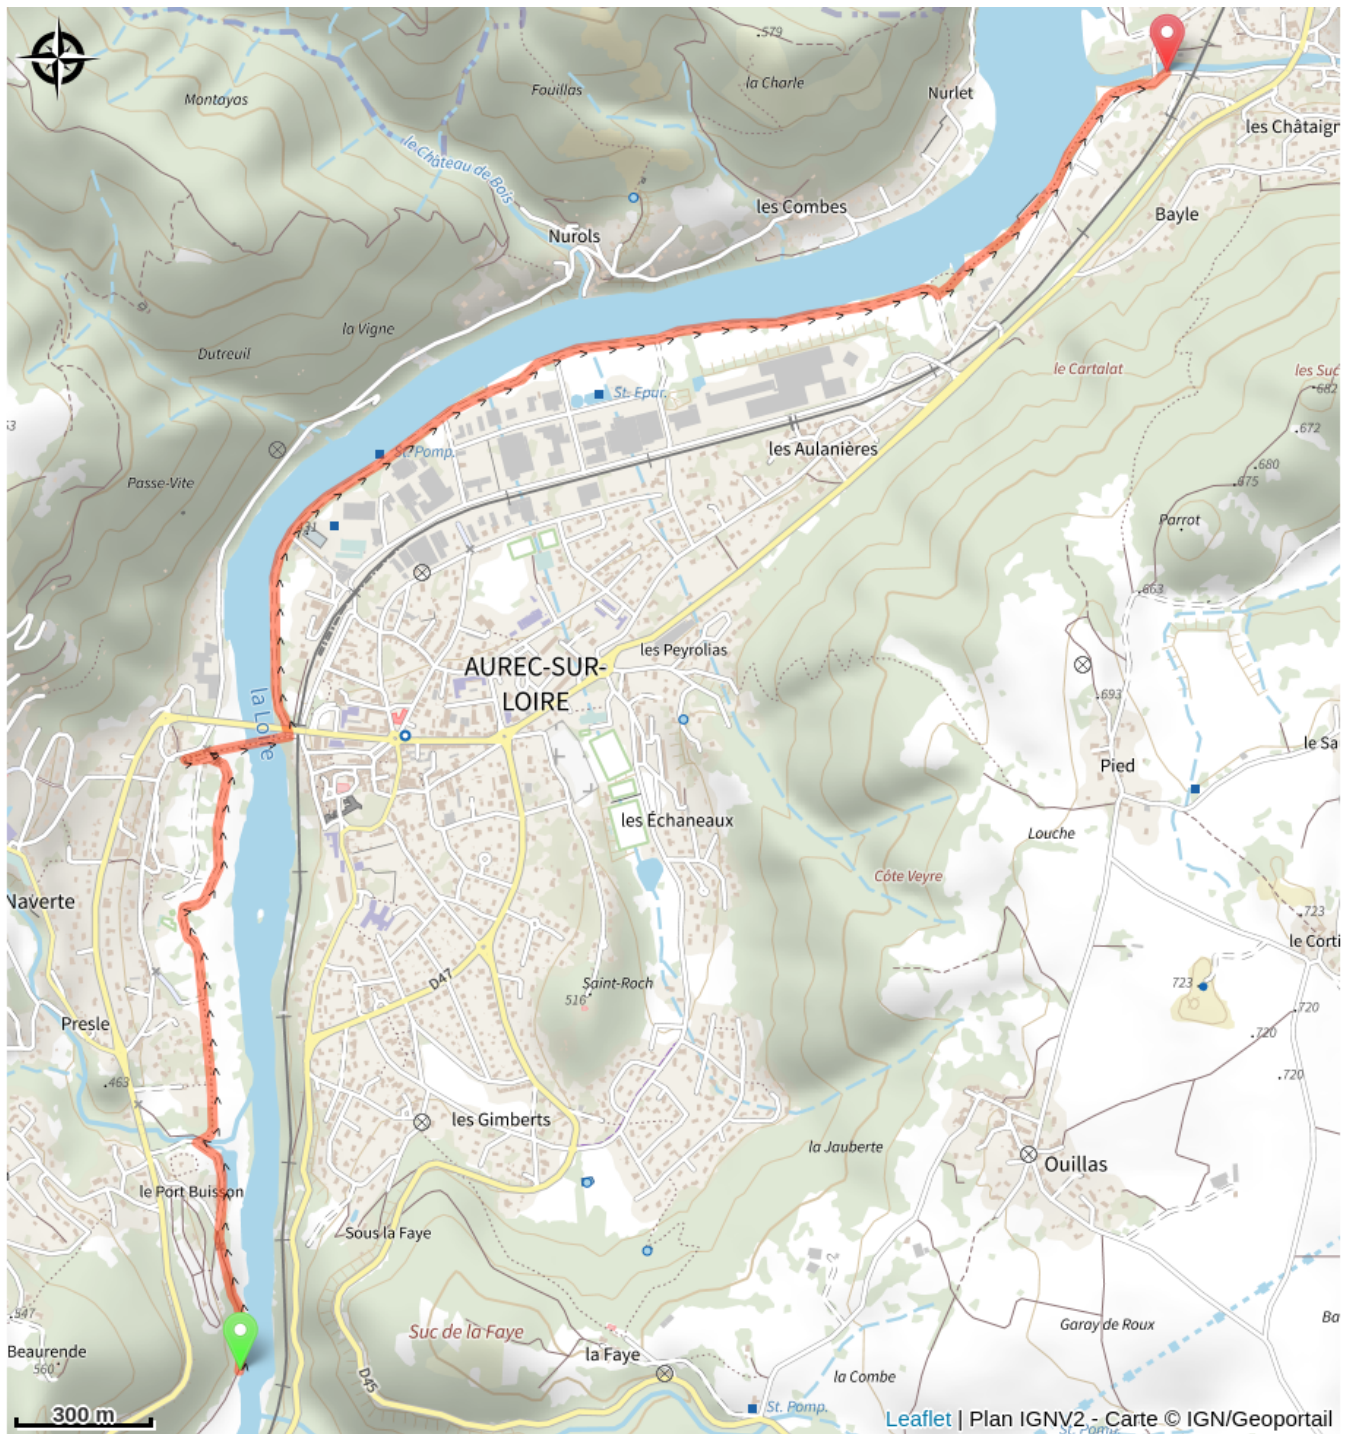 579
la Charle
Fouillas
Montayas
Nurlet
les Châtaigr
le Château de Bois
les Combes
Bayle
Nurols
la Vigne
Dutreuil
le Cartalat
les Suc
682
St. Epur.
672
les Aulanières
St. Pomp.
680
675
Passe-Vite
Parrot
431
663
les Peyrolias
AUREC-SUR-
LOIRE
693
la Loire
le Sa
Pied
les Échaneaux
Louche
Côte Veyre
Naverte
723
le Corti
D47
Saint-Roch
516
723
720
Presle
720
463
720
les Gimberts
la Jauberte
Ouillas
le Port Buisson
Sous la Faye
547
Suc de la Faye
Garay de Roux
Ba
Beaurende
560
la Faye
D45
la Combe
St. Pomp.
300 m
Leaflet | Plan IGNV2 - Carte © IGN/Geoportail